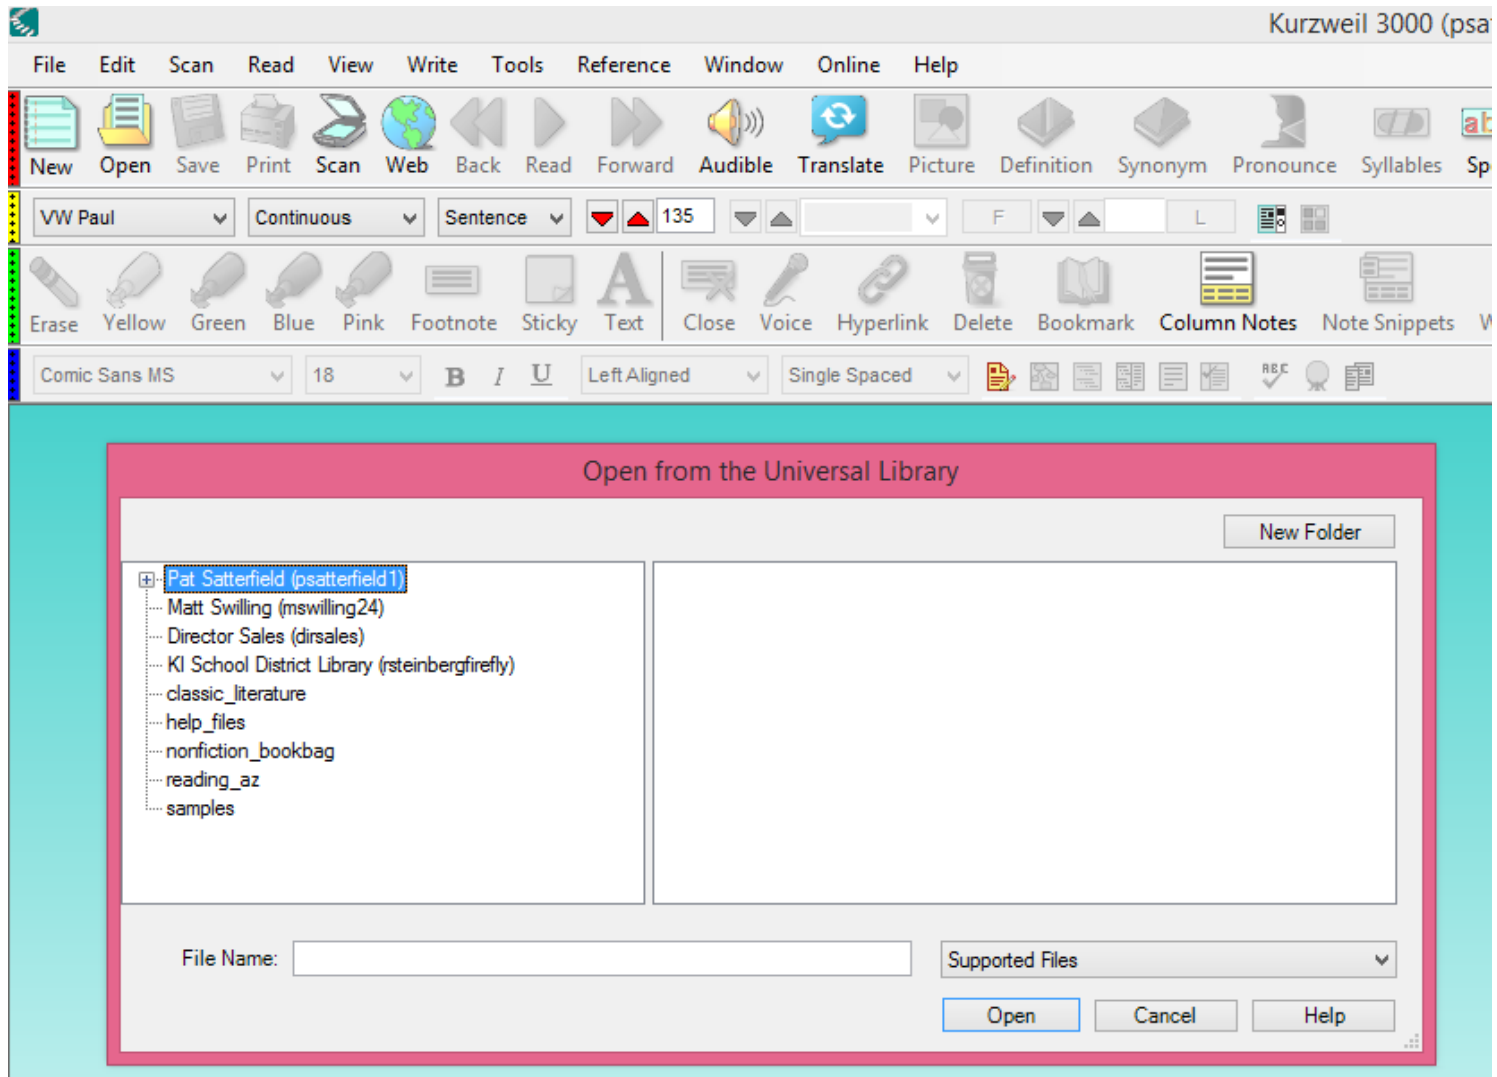 Kurzweil 3000 (psat
File Edit Scan Read View Write Tools Reference Window Online Help
New Open Save Print Scan Web Back Read Forward Audible Translate Picture Definition Synonym Pronounce Syllables Sp
VW Paul Continuous Sentence 135 F L
Erase Yellow Green Blue Pink Footnote Sticky Text Close Voice Hyperlink Delete Bookmark Column Notes Note Snippets
Comic Sans MS 18 B I U Left Aligned Single Spaced ABC
Open from the Universal Library
New Folder
Pat Satterfield (psatterfield1)
Matt Swilling (mswilling24)
Director Sales (dirsales)
KI School District Library (rsteinbergfirefly)
classic_literature
help_files
nonfiction_bookbag
reading_az
samples
File Name: Supported Files
Open Cancel Help